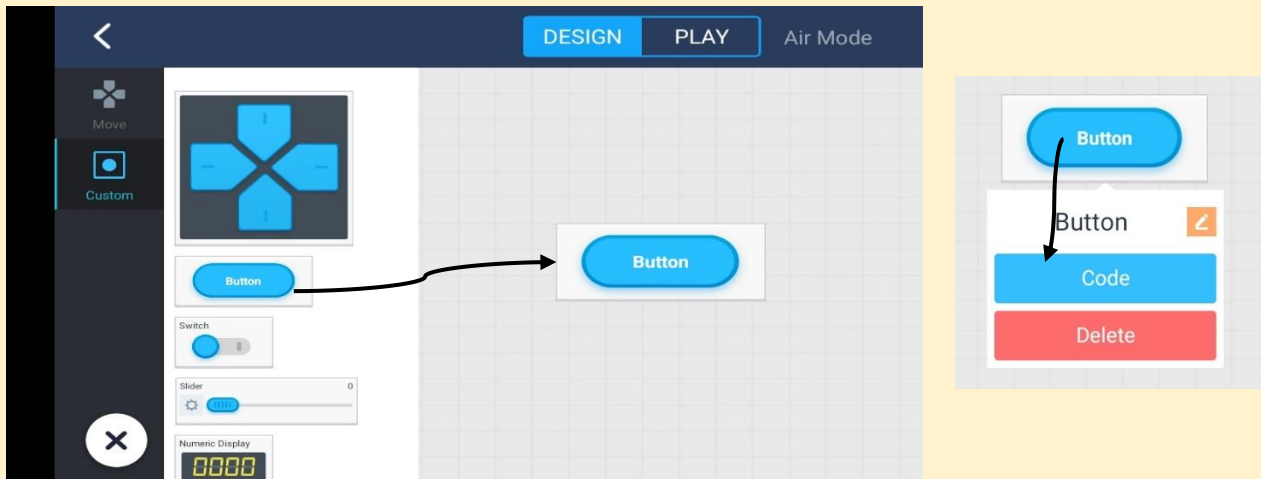 DESIGN PLAY Air Mode
Move
Custom
Button
Switch
Slider 0
Numeric Display
0000
Button
Button
Button
Code
Delete